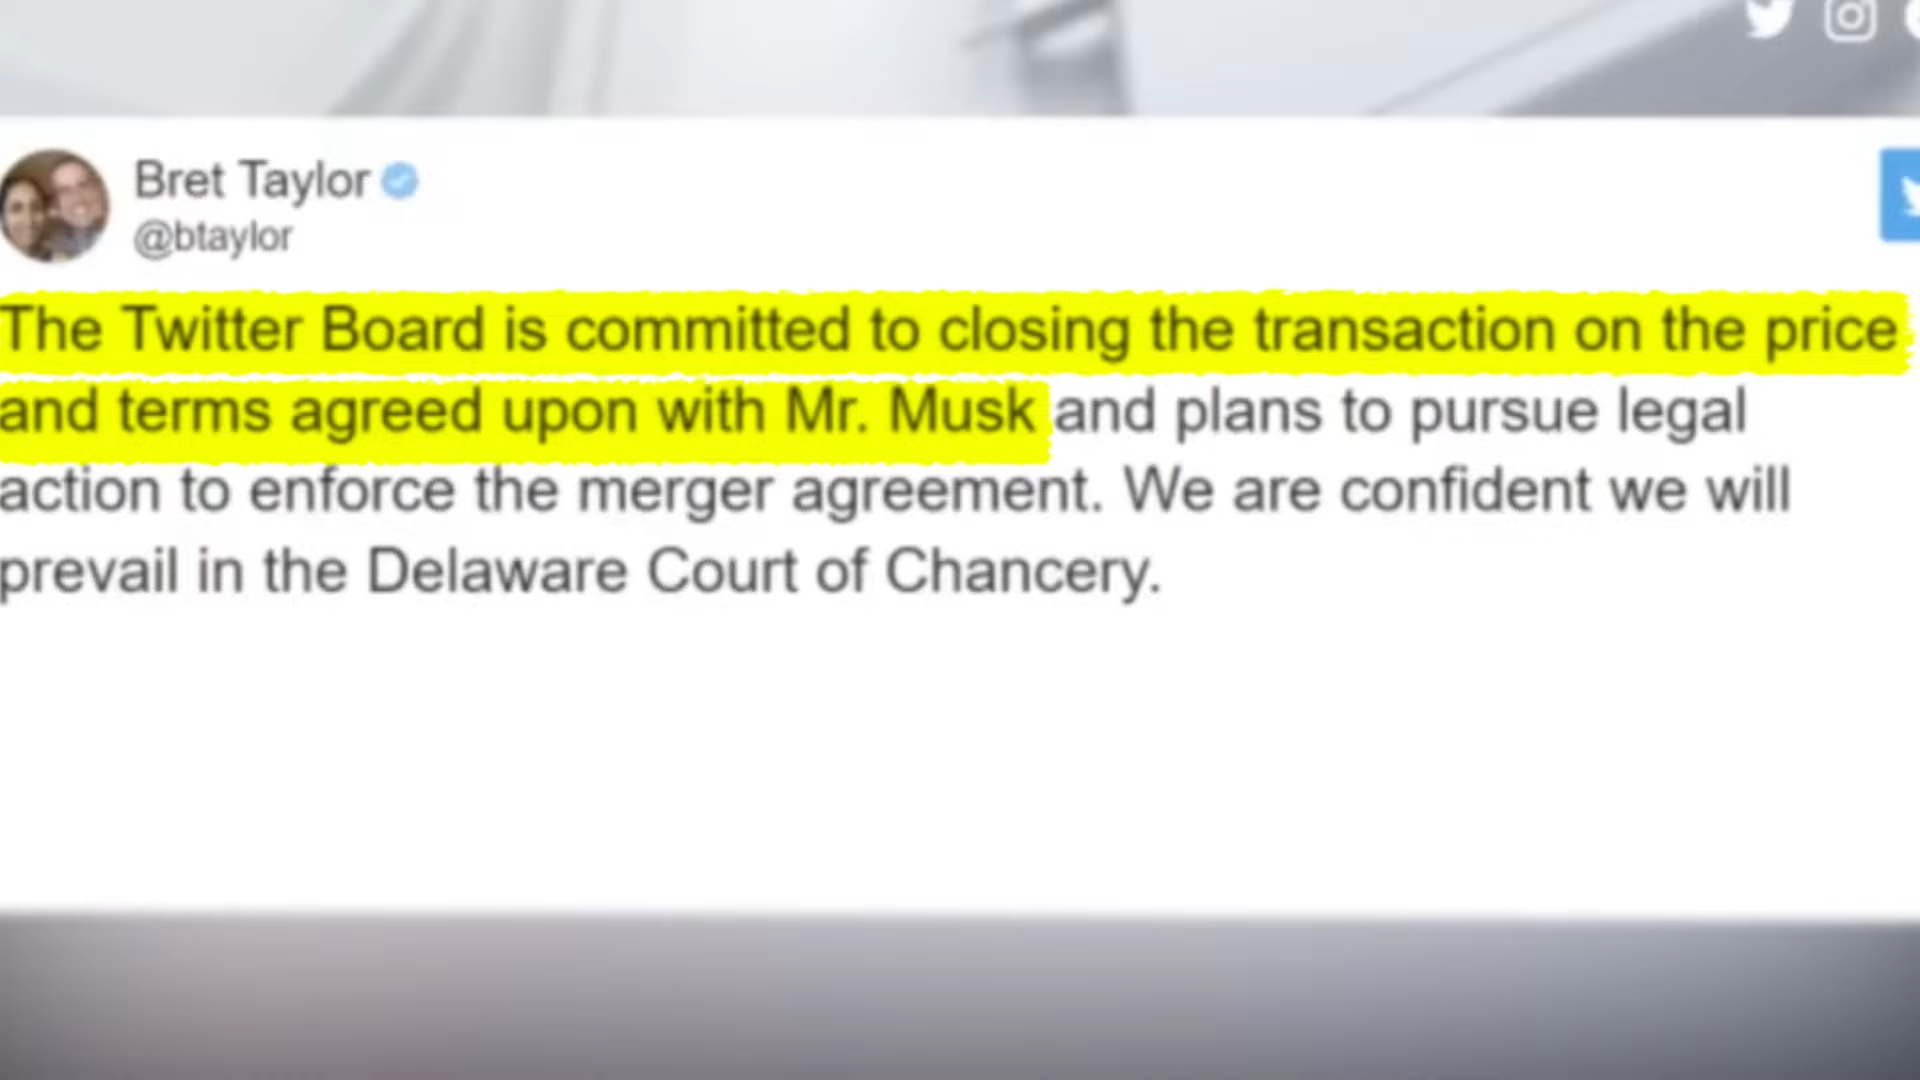 Bret Taylor
@btaylor
The Twitter Board is committed to closing the transaction on the price
and terms agreed upon with Mr. Musk and plans to pursue legal
action to enforce the merger agreement. We are confident we will
prevail in the Delaware Court of Chancery.